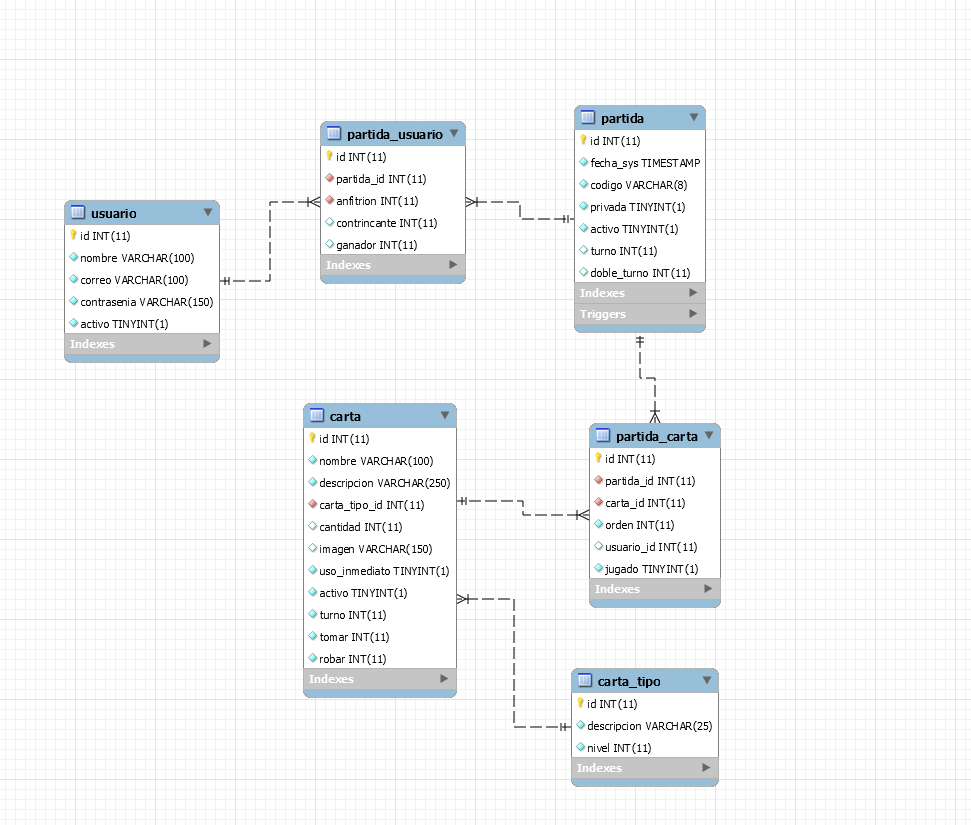 usuario
id INT(11)
nombre VARCHAR(100)
correo VARCHAR(100)
contrasenia VARCHAR(150)
activo TINYINT(1)
Indexes
partida_usuario
id INT(11)
partida_id INT(11)
anfitrion INT(11)
contrincante INT(11)
ganador INT(11)
Indexes
partida
id INT(11)
fecha_sys TIMESTAMP
codigo VARCHAR(8)
privada TINYINT(1)
activo TINYINT(1)
turno INT(11)
doble_turno INT(11)
Indexes
Triggers
carta
id INT(11)
nombre VARCHAR(100)
descripcion VARCHAR(250)
carta_tipo_id INT(11)
cantidad INT(11)
imagen VARCHAR(150)
uso_inmediato TINYINT(1)
activo TINYINT(1)
turno INT(11)
tomar INT(11)
robar INT(11)
Indexes
partida_carta
id INT(11)
partida_id INT(11)
carta_id INT(11)
orden INT(11)
usuario_id INT(11)
jugado TINYINT(1)
Indexes
carta_tipo
id INT(11)
descripcion VARCHAR(25)
nivel INT(11)
Indexes